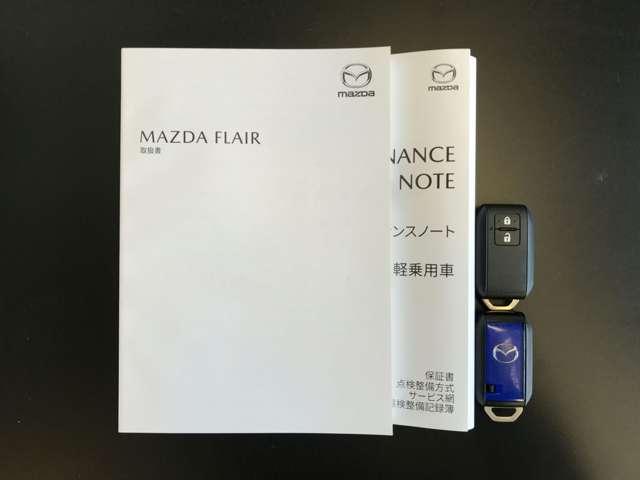 mazda
MAZDA FLAIR
取扱書
mazda
NANCE
NOTE
ンスノート
軽乗用車
保証書
点検整備方式
サービス網
点検整備記録簿